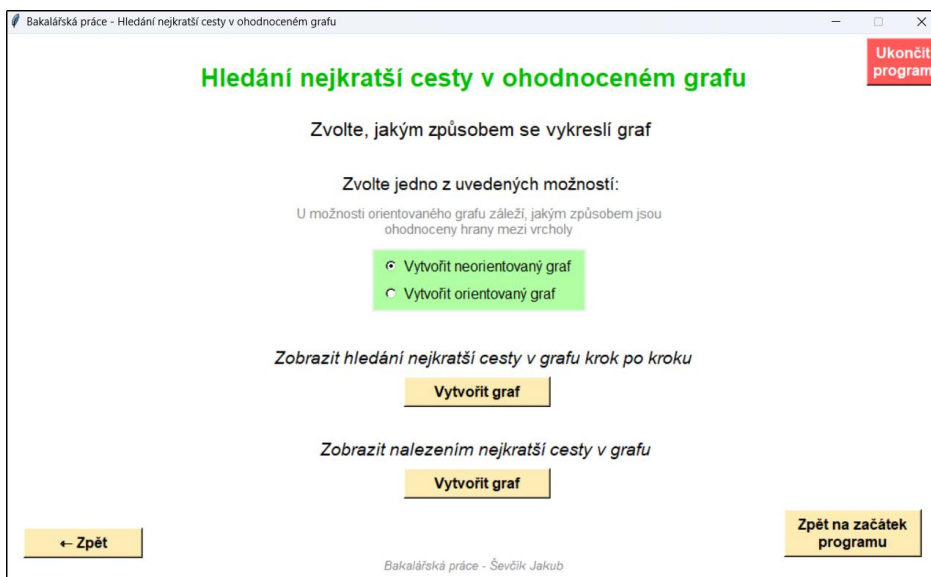 Bakalářská práce - Hledání nejkratší cesty v ohodnoceném grafu
Ukončit
program
Hledání nejkratší cesty v ohodnoceném grafu
Zvolte, jakým způsobem se vykreslí graf
Zvolte jedno z uvedených možností:
U možnosti orientovaného grafu záleží, jakým způsobem jsou
ohodnoceny hrany mezi vrcholy
Vytvořit neorientovaný graf
Vytvořit orientovaný graf
Zobrazit hledání nejkratší cesty v grafu krok po kroku
Vytvořit graf
Zobrazit nalezením nejkratší cesty v grafu
Vytvořit graf
← Zpět
Zpět na začátek
programu
Bakalářská práce - Ševčik Jakub